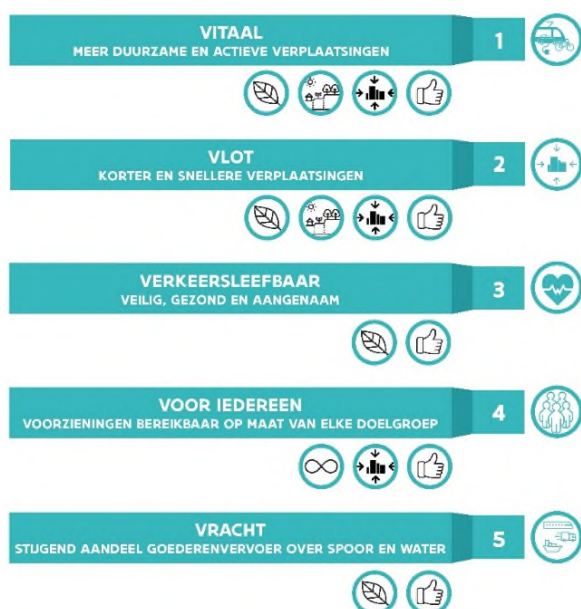 VITAAL
MEER DUURZAME EN ACTIEVE VERPLAATSINGEN
1
VLOT
KORTER EN SNELLERE VERPLAATSINGEN
2
VERKEERSLEEFBAAR
VEILIG, GEZOND EN AANGENAAM
3
VOOR IEDEREEN
VOORZIENINGEN BEREIKBAAR OP MAAT VAN ELKE DOELGROEP
4
VRACHT
STIJGEND AANDEEL GOEDERENVERVOER OVER SPOOR EN WATER
5